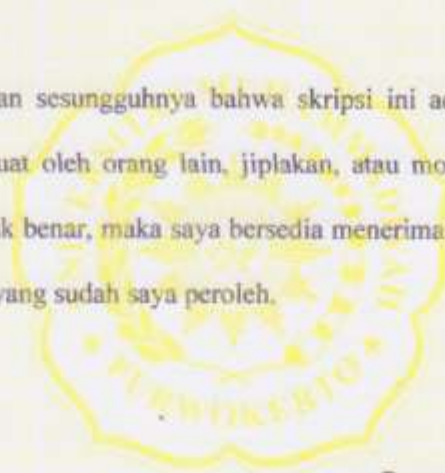 an sesungguhnya bahwa skripsi ini a
uat oleh orang lain, jiplakan, atau mo
k benar, maka saya bersedia menerima
yang sudah saya peroleh.
PURWOKERTO